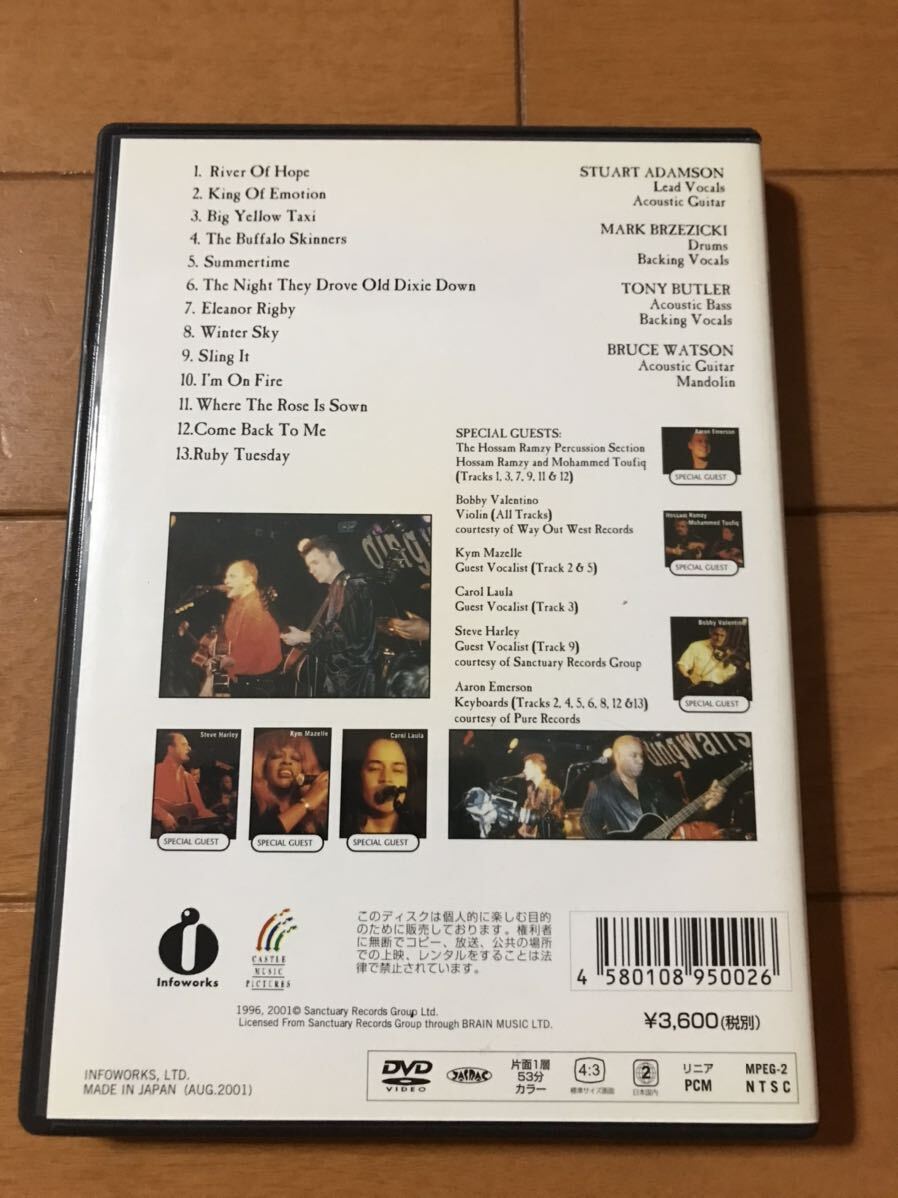 1. River Of Hope
2. King Of Emotion
3. Big Yellow Taxi
4. The Buffalo Skinners
5. Summertime
6. The Night They Drove Old Dixie Down
7. Eleanor Rigby
8. Winter Sky
9. Sling It
10. I'm On Fire
11. Where The Rose Is Sown
12.Come Back To Me
13.Ruby Tuesday
STUART ADAMSON
Lead Vocals
Acoustic Guitar
MARK BRZEZICKI
Drums
Backing Vocals
TONY BUTLER
Acoustic Bass
Backing Vocals
BRUCE WATSON
Acoustic Guitar
Mandolin
SPECIAL GUESTS:
The Hossam Ramzy Percussion Section
Hossam Ramzy and Mohammed Toufiq
(Tracks 1, 3, 7, 9, 11 & 12)
Bobby Valentino
Violin (All Tracks)
courtesty of Way Out West Records
Kym Mazelle
Guest Vocalist (Track 2 & 5)
Carol Laula
Guest Vocalist (Track 3)
Steve Harley
Guest Vocalist (Track 9)
courtesy of Sanctuary Records Group
Aaron Emerson
Keyboards (Tracks 2, 4, 5, 6, 8, 12 &13)
courtesy of Pure Records
Aaron Emerson
SPECIAL GUEST
Hossam Ramzy
Mohammed Toufiq
SPECIAL GUEST
Bobby Valentino
SPECIAL GUEST
Steve Harley
SPECIAL GUEST
Kym Mazelle
SPECIAL GUEST
Carol Laula
SPECIAL GUEST
dingwalls
Infoworks
CASTLE
MUSIC
PICTURES
このディスクは個人的に楽しむ目的
のために販売しております。権利者
に無断でコピー、放送、公共の場所
での上映、レンタルをすることは法
律で禁止されています。
4 580108 950026
1996, 2001© Sanctuary Records Group Ltd.
Licensed From Sanctuary Records Group through BRAIN MUSIC LTD.
¥3,600(税別)
INFOWORKS, LTD.
MADE IN JAPAN (AUG.2001)
DVD
VIDEO
JASRAC
片面1層
53分
カラー
4:3
標準サイズ画面
2
日本国内
リニア
PCM
MPEG-2
NTSC